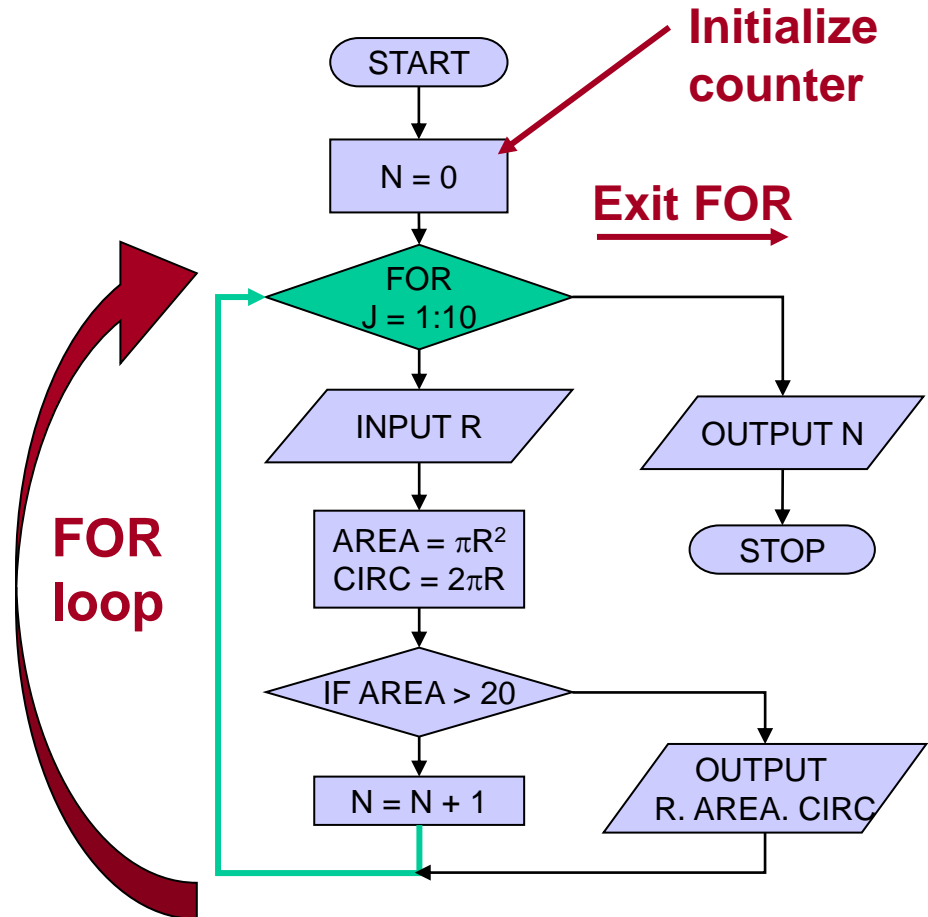 Initialize
counter
START
N = 0
Exit FOR
FOR
J = 1:10
INPUT R
OUTPUT N
AREA = πR²
CIRC = 2πR
STOP
FOR
loop
IF AREA > 20
OUTPUT
R. AREA. CIRC
N = N + 1